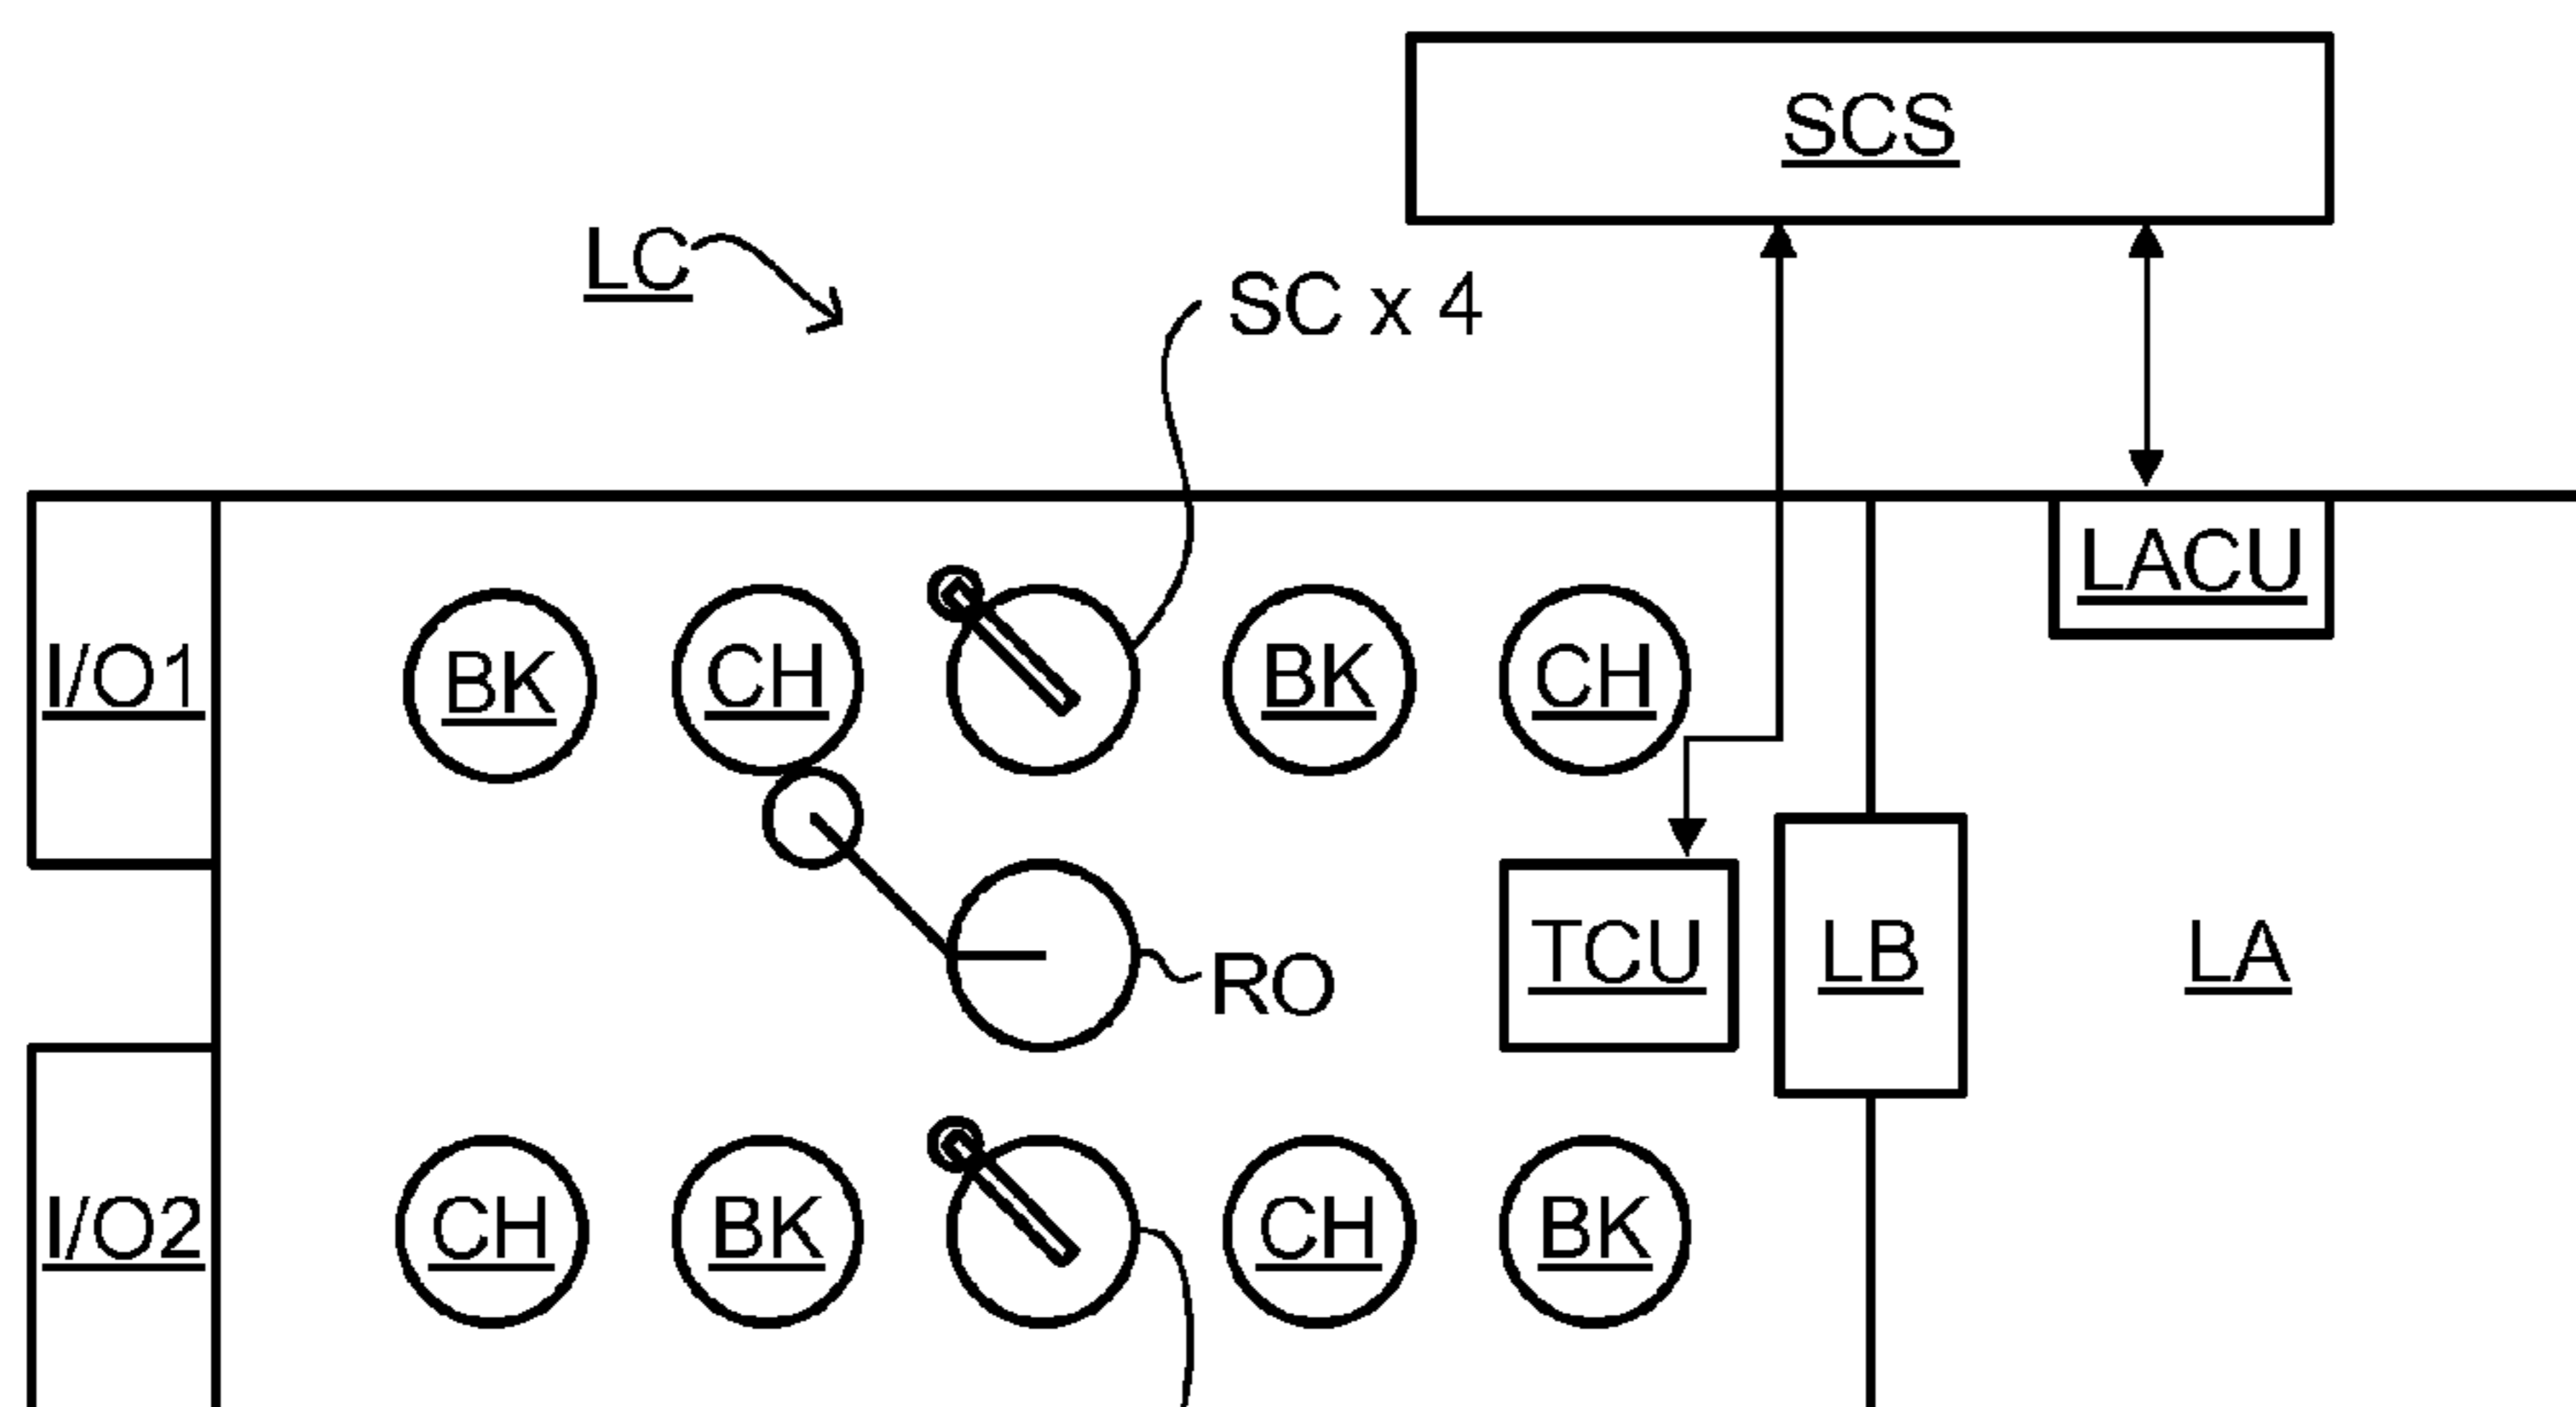 SCS
LC
SC x 4
LACU
I/O1
BK
CH
BK
CH
RO
TCU
LB
LA
I/O2
CH
BK
CH
BK